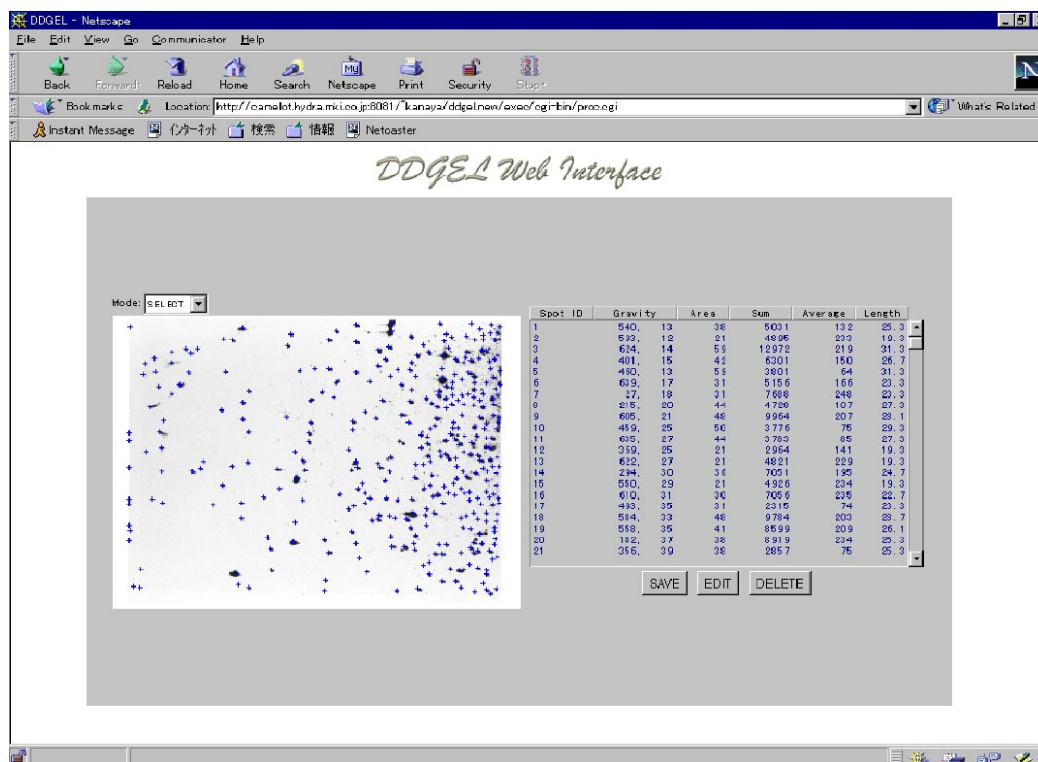 DDGEL - Netscape
File Edit View Go Communicator Help
Back Forward Reload Home Search Netscape Print Security Stop
Bookmarks Location: http://camelot.hydra.mki.co.jp:8081/~kanaya/ddgelnew/exec/cgi-bin/proc.cgi What's Related
Instant Message インターネット 検索 情報 Netcaster
DDGEL Web Interface
Mode: SELECT
Spot ID Gravity Area Sum Average Length
1 540, 13 38 5031 132 25.3
2 12 21 4895 233 19.3
3 624, 14 59 12972 219 31.3
4 401, 15 42 6301 150 26.7
5 450, 13 59 3801 64 31.3
6 639, 17 31 5156 166 23.3
7 27, 18 31 7688 248 23.3
8 215, 20 44 4728 107 27.3
9 605, 21 48 9964 207 28.1
10 459, 25 50 3776 75 29.3
11 635, 27 44 3783 85 27.3
12 359, 25 21 2964 141 19.3
13 622, 27 21 4821 229 19.3
14 294, 30 36 7051 195 24.7
15 550, 29 21 4926 234 19.3
16 610, 31 30 7056 235 22.7
17 493, 35 31 2315 74 23.3
18 584, 33 48 9784 203 28.7
19 558, 35 41 8599 209 26.1
20 182, 37 38 8919 234 25.3
21 356, 39 38 2857 75 25.3
SAVE EDIT DELETE